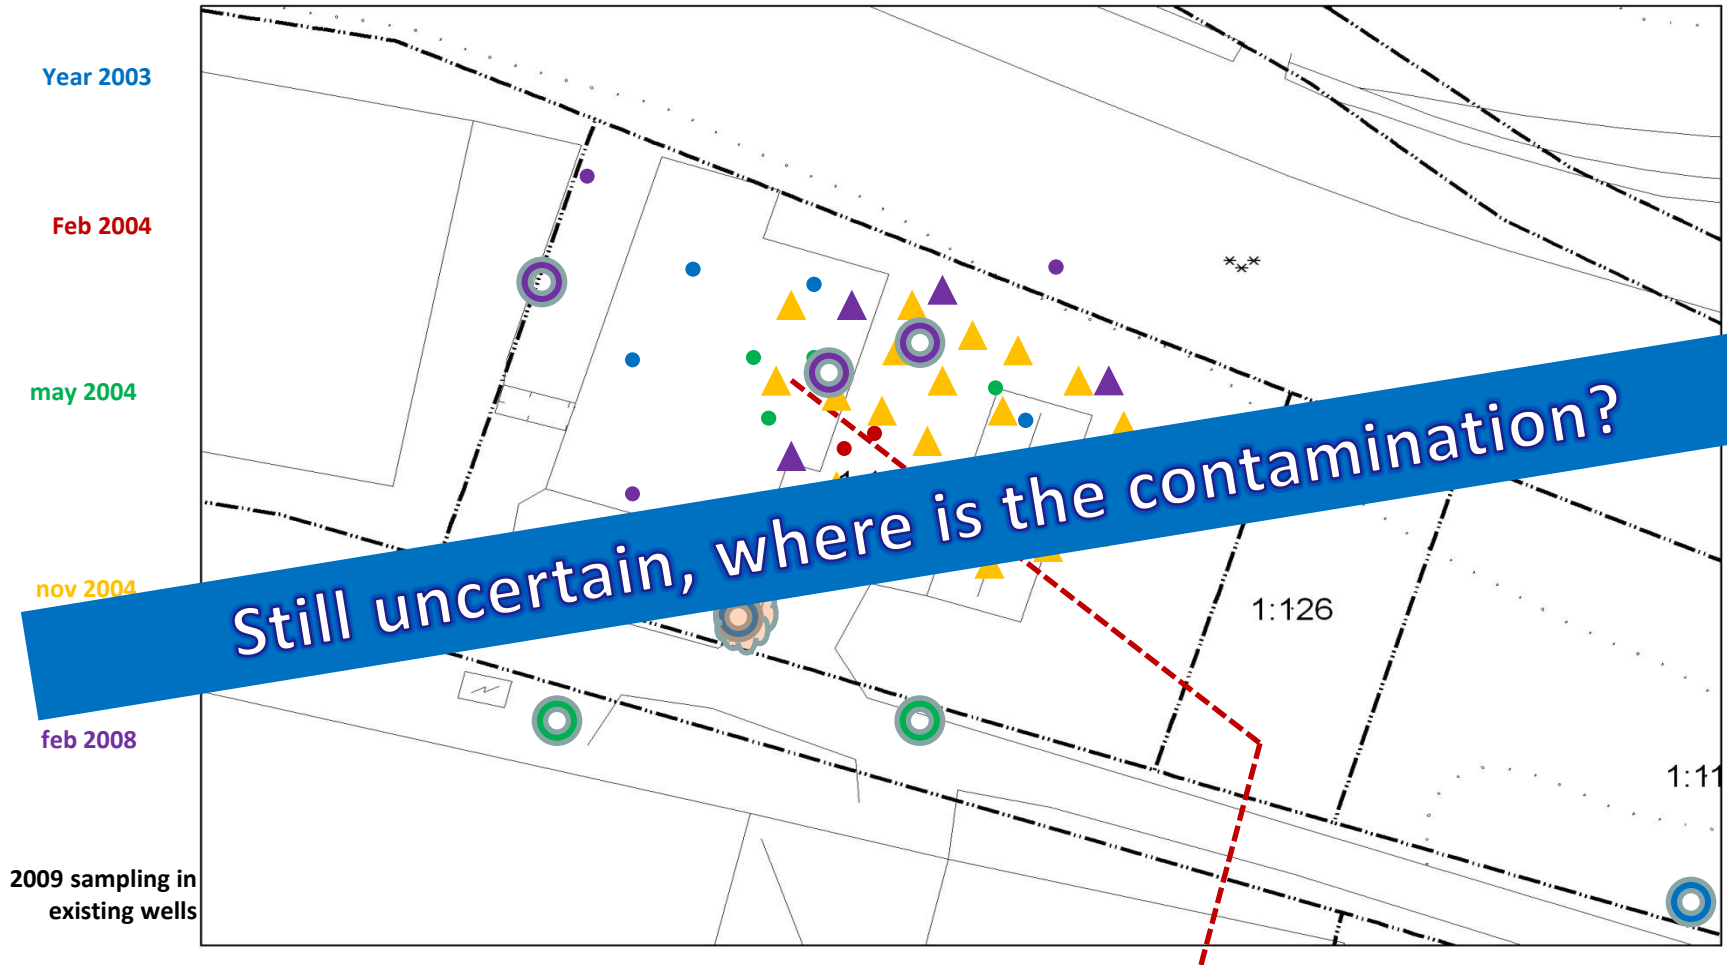 Year 2003
Feb 2004
may 2004
nov 2004
feb 2008
2009 sampling in
existing wells
Still uncertain, where is the contamination?
1:126
1:11